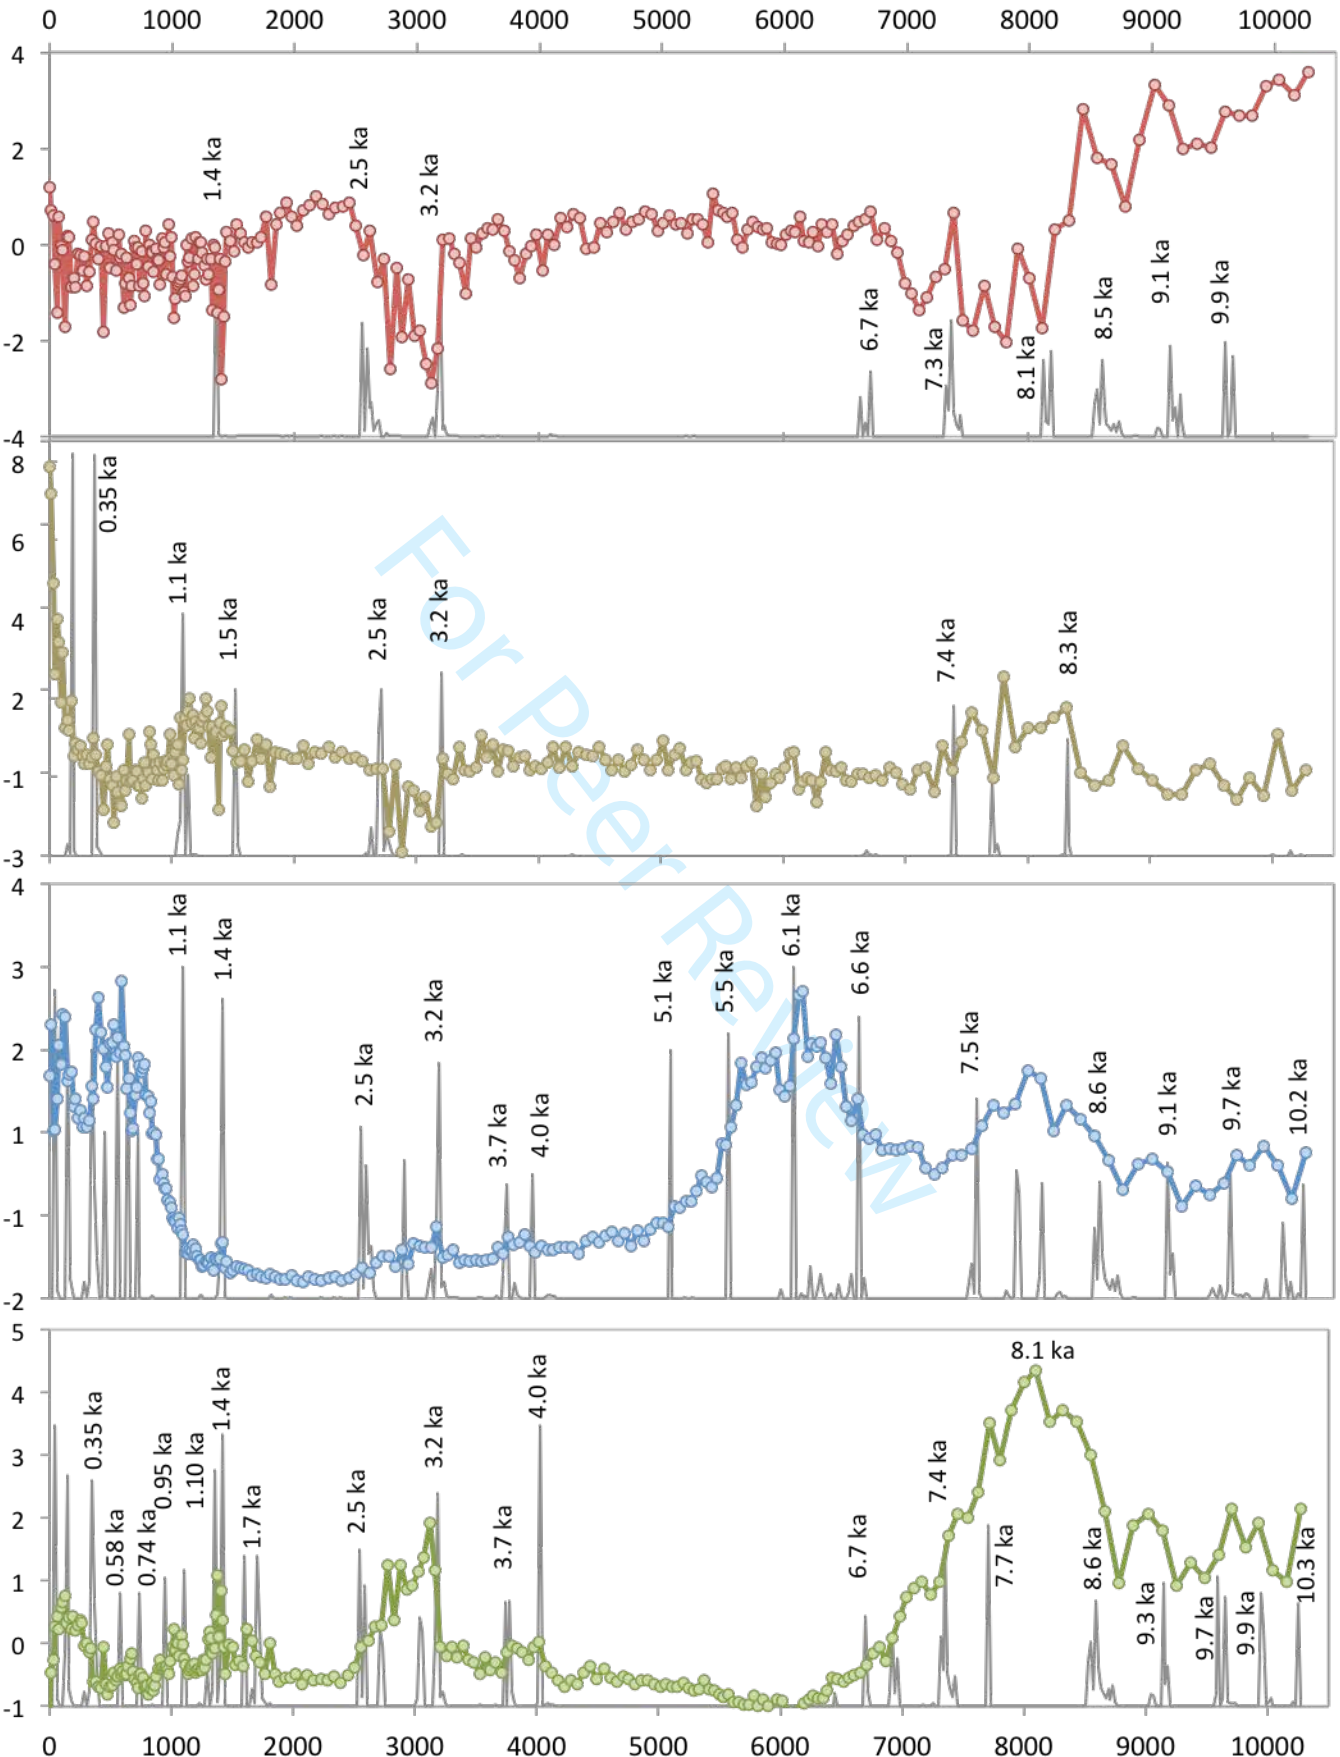 0 1000 2000 3000 4000 5000 6000 7000 8000 9000 10000
4
2
0
-2
-4
1.4 ka
2.5 ka
3.2 ka
6.7 ka
7.3 ka
8.1 ka
8.5 ka
9.1 ka
9.9 ka
8
6
4
2
-1
-3
0.35 ka
1.1 ka
1.5 ka
2.5 ka
3.2 ka
7.4 ka
8.3 ka
For Peer Review
4
3
2
1
-1
-2
1.1 ka
1.4 ka
2.5 ka
3.2 ka
3.7 ka
4.0 ka
5.1 ka
5.5 ka
6.1 ka
6.6 ka
7.5 ka
8.6 ka
9.1 ka
9.7 ka
10.2 ka
5
4
3
2
1
0
-1
0.35 ka
0.58 ka
0.74 ka
0.95 ka
1.10 ka
1.4 ka
1.7 ka
2.5 ka
3.2 ka
3.7 ka
4.0 ka
6.7 ka
7.4 ka
7.7 ka
8.1 ka
8.6 ka
9.3 ka
9.7 ka
9.9 ka
10.3 ka
0 1000 2000 3000 4000 5000 6000 7000 8000 9000 10000